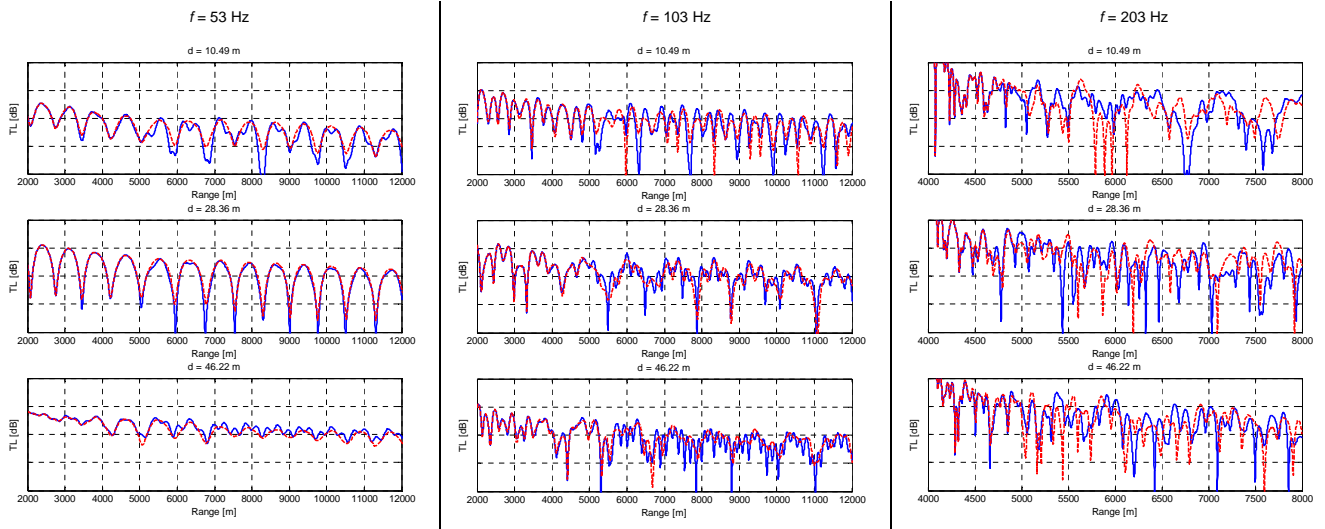 f = 53 Hz
d = 10.49 m
TL [dB]
2000 3000 4000 5000 6000 7000 8000 9000 10000 11000 12000
Range [m]
d = 28.36 m
TL [dB]
2000 3000 4000 5000 6000 7000 8000 9000 10000 11000 12000
Range [m]
d = 46.22 m
TL [dB]
2000 3000 4000 5000 6000 7000 8000 9000 10000 11000 12000
Range [m]
f = 103 Hz
d = 10.49 m
TL [dB]
2000 3000 4000 5000 6000 7000 8000 9000 10000 11000 12000
Range [m]
d = 28.36 m
TL [dB]
2000 3000 4000 5000 6000 7000 8000 9000 10000 11000 12000
Range [m]
d = 46.22 m
TL [dB]
2000 3000 4000 5000 6000 7000 8000 9000 10000 11000 12000
Range [m]
f = 203 Hz
d = 10.49 m
TL [dB]
4000 4500 5000 5500 6000 6500 7000 7500 8000
Range [m]
d = 28.36 m
TL [dB]
4000 4500 5000 5500 6000 6500 7000 7500 8000
Range [m]
d = 46.22 m
TL [dB]
4000 4500 5000 5500 6000 6500 7000 7500 8000
Range [m]